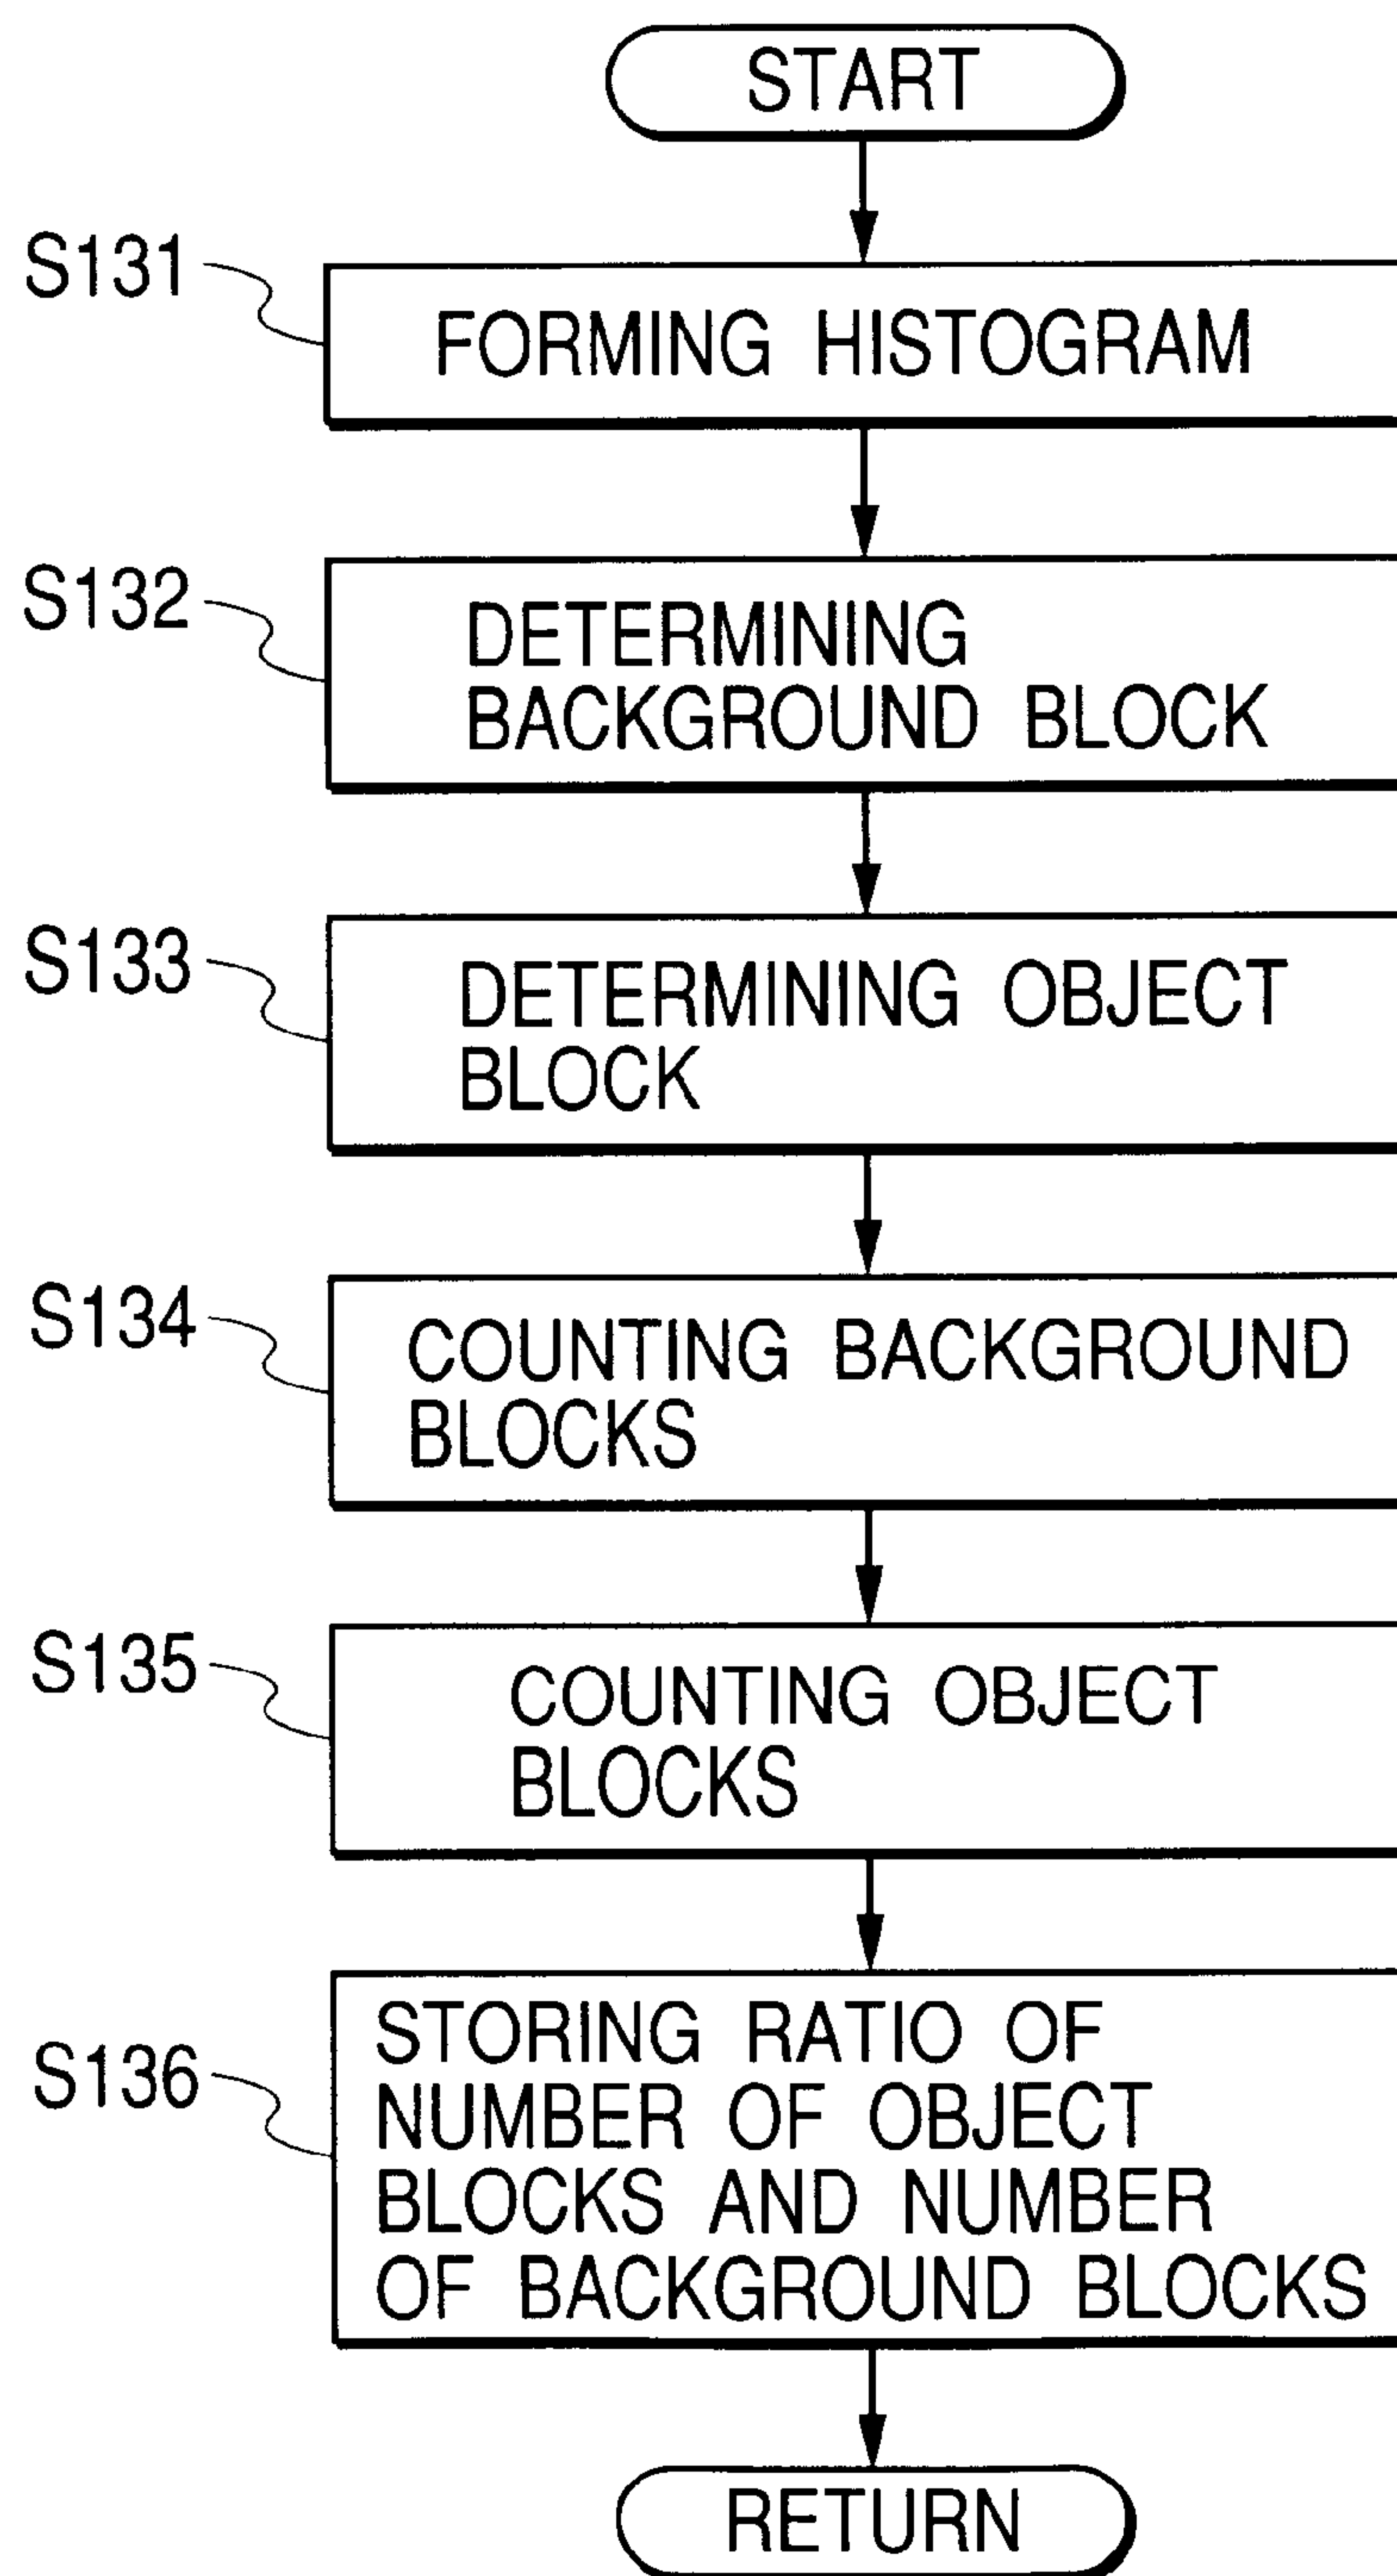 START
S131
FORMING HISTOGRAM
S132
DETERMINING
BACKGROUND BLOCK
S133
DETERMINING OBJECT
BLOCK
S134
COUNTING BACKGROUND
BLOCKS
S135
COUNTING OBJECT
BLOCKS
S136
STORING RATIO OF
NUMBER OF OBJECT
BLOCKS AND NUMBER
OF BACKGROUND BLOCKS
RETURN